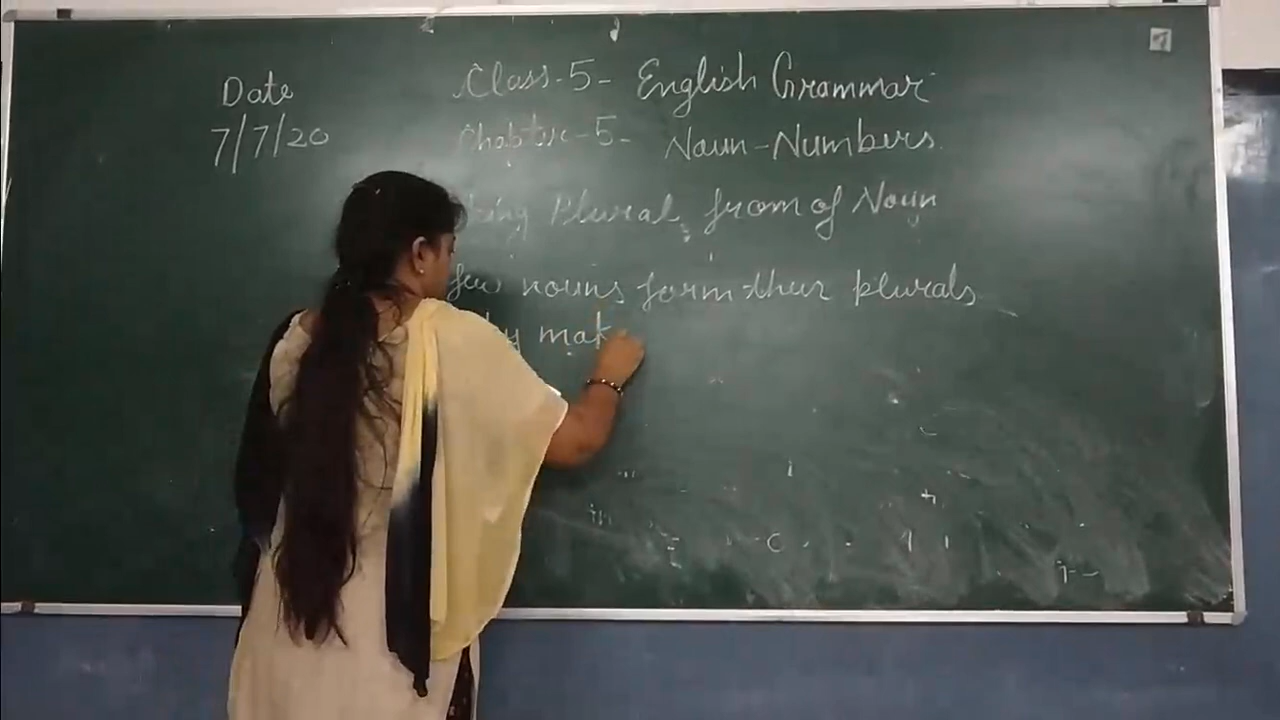 Date
7/7/20
Class-5- English Grammar
Chapter-5- Noun-Numbers.
Plural from of Noun
few nouns form their plurals
by mak